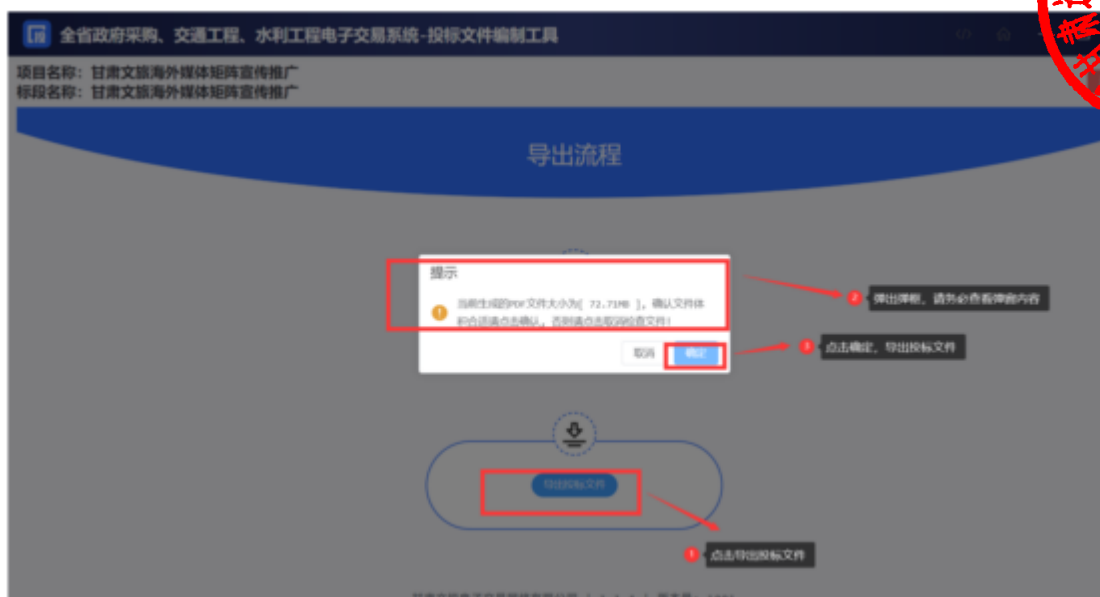 投 全省政府采购、交通工程、水利工程电子交易系统-投标文件编制工具
项目名称：甘肃文旅海外媒体矩阵宣传推广
标段名称：甘肃文旅海外媒体矩阵宣传推广
导出流程
提示
当前生成的PDF文件大小为[ 72.71MB ]，确认文件体
积合适请点击确认，否则请点击取消检查文件！
取消 确定
2 弹出弹框，请务必查看弹窗内容
3 点击确定，导出投标文件
导出投标文件
1 点击导出投标文件